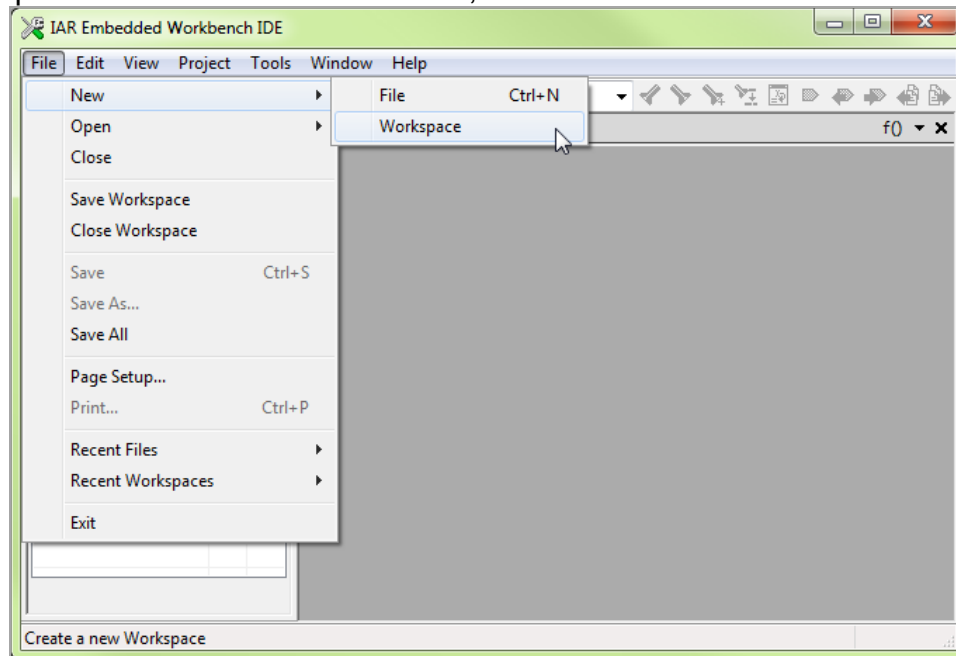 IAR Embedded Workbench IDE
File Edit View Project Tools Window Help
New
File Ctrl+N
Open
Workspace
f()
Close
Save Workspace
Close Workspace
Save Ctrl+S
Save As...
Save All
Page Setup...
Print... Ctrl+P
Recent Files
Recent Workspaces
Exit
Create a new Workspace